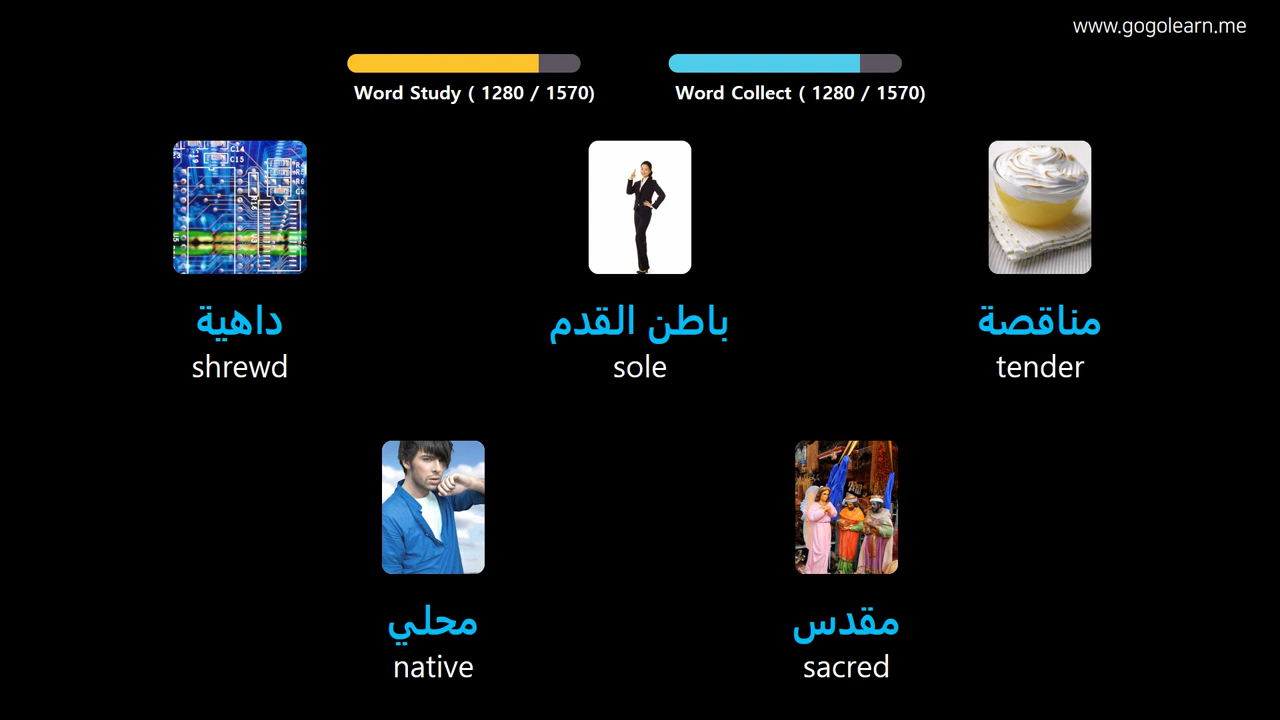 www.gogolearn.me
Word Study ( 1280 / 1570)
Word Collect ( 1280 / 1570)
داهية
shrewd
باطن القدم
sole
مناقصة
tender
محلي
native
مقدس
sacred